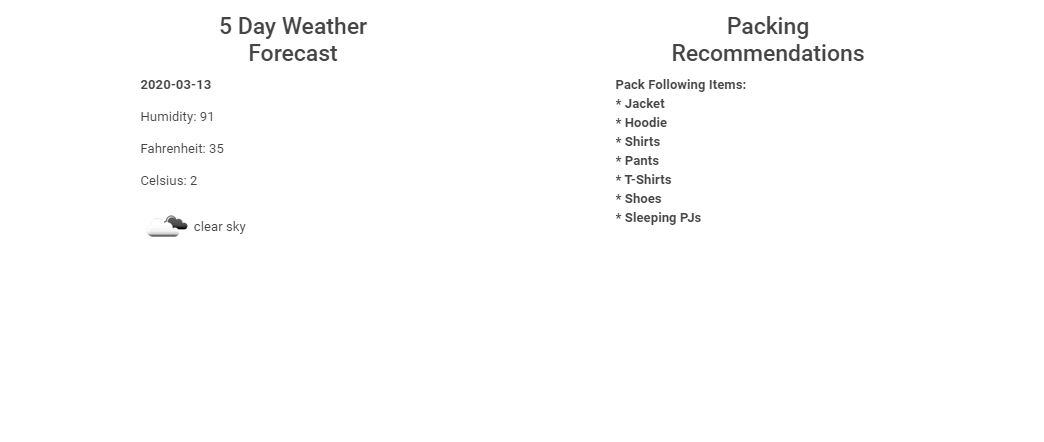 5 Day Weather
Forecast
2020-03-13
Humidity: 91
Fahrenheit: 35
Celsius: 2
clear sky
Packing
Recommendations
Pack Following Items:
* Jacket
* Hoodie
* Shirts
* Pants
* T-Shirts
* Shoes
* Sleeping PJs